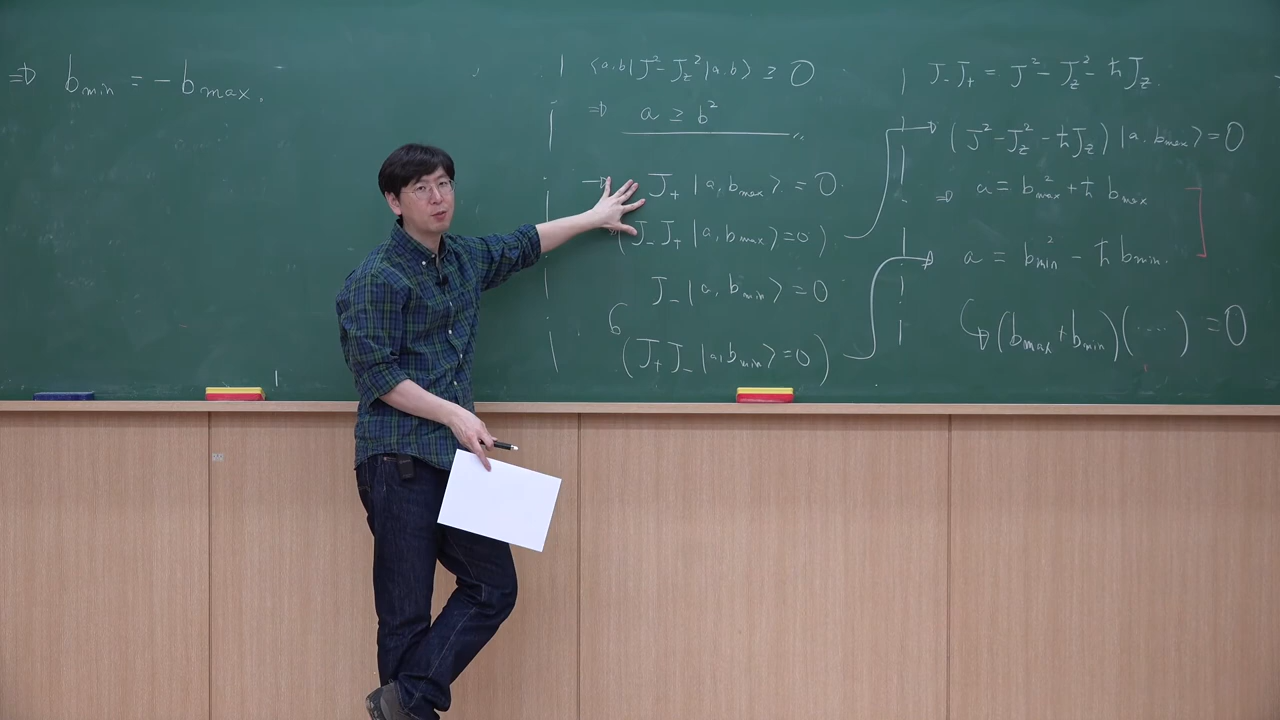 ⇒ b_min = - b_max.
⟨a,b|J² - J_z²|a,b⟩ ≥ 0
⇒ a ≥ b²
→ J₊ |a, b_max⟩ = 0.
(J₋J₊ |a, b_max⟩ = 0)
J₋ |a, b_min⟩ = 0
(J₊J₋ |a, b_min⟩ = 0)
J₋J₊ = J² - J_z² - ħJ_z.
(J² - J_z² - ħJ_z) |a, b_max⟩ = 0
⇒ a = b_max² + ħ b_max
a = b_min² - ħ b_min.
(b_max + b_min)(....) = 0